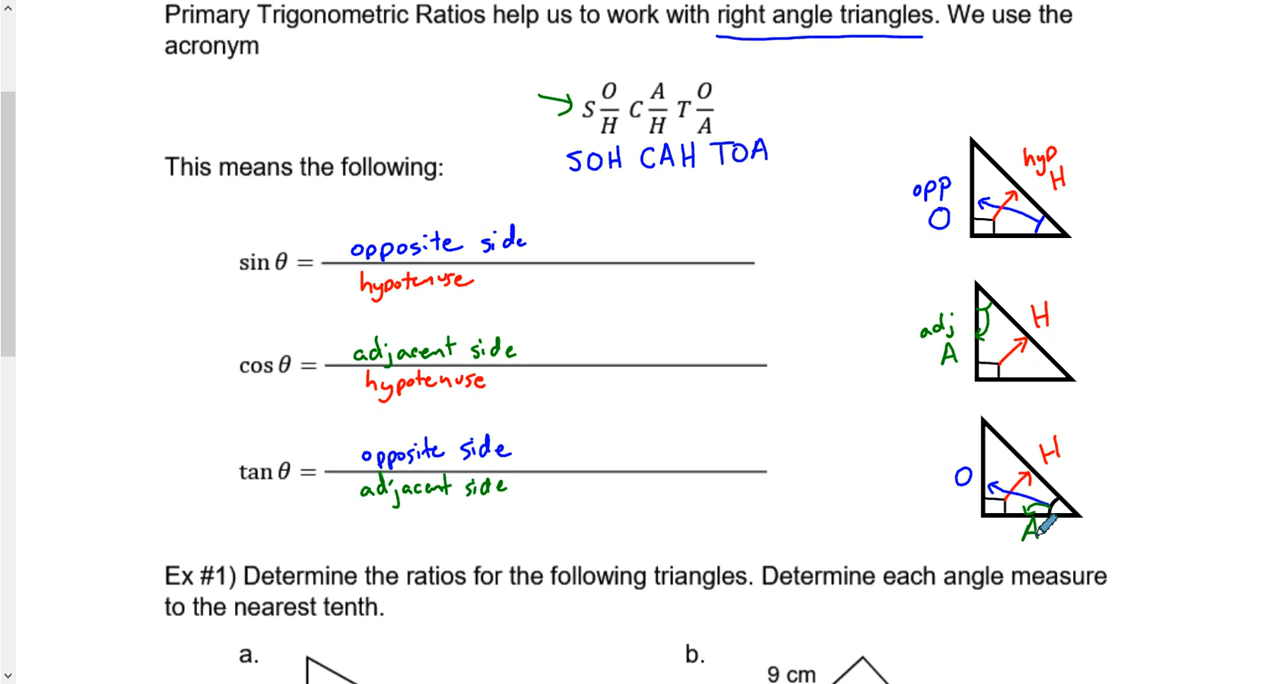 Primary Trigonometric Ratios help us to work with right angle triangles. We use the
acronym
S O/H C A/H T O/A
SOH CAH TOA
This means the following:
hyp
H
opp
O
sin θ = opposite side
hypotenuse
adj
A
H
cos θ = adjacent side
hypotenuse
H
O
A
tan θ = opposite side
adjacent side
Ex #1) Determine the ratios for the following triangles. Determine each angle measure
to the nearest tenth.
a.
b.
9 cm